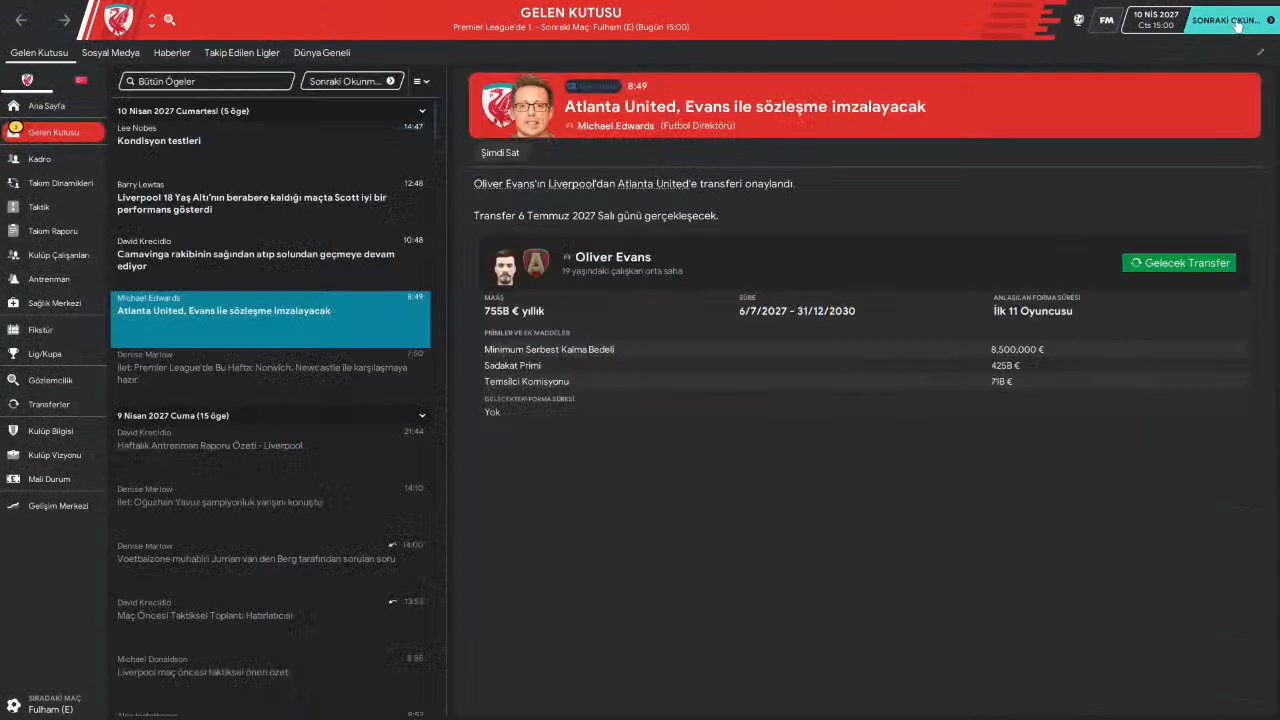 GELEN KUTUSU
Premier League'de 1. - Sonraki Maç: Fulham (E) (Bugün 15:00)
FM
10 NİS 2027
Cts 15:00
SONRAKİ OKUN...
Gelen Kutusu
Sosyal Medya
Haberler
Takip Edilen Ligler
Dünya Geneli
Ana Sayfa
Gelen Kutusu
Kadro
Takım Dinamikleri
Taktik
Takım Raporu
Kulüp Çalışanları
Antrenman
Sağlık Merkezi
Fikstür
Lig/Kupa
Gözlemcilik
Transferler
Kulüp Bilgisi
Kulüp Vizyonu
Mali Durum
Gelişim Merkezi
SIRADAKİ MAÇ
Fulham (E)
Bütün Ögeler
Sonraki Okunm...
10 Nisan 2027 Cumartesi (5 öge)
Lee Nobes 14:47
Kondisyon testleri
Barry Lewtas 12:48
Liverpool 18 Yaş Altı'nın berabere kaldığı maçta Scott iyi bir
performans gösterdi
David Krecidlo 10:48
Camavinga rakibinin sağından atıp solundan geçmeye devam
ediyor
Michael Edwards 8:49
Atlanta United, Evans ile sözleşme imzalayacak
Denise Marlow 7:50
İlet: Premier League'de Bu Hafta: Norwich, Newcastle ile karşılaşmaya
hazır
9 Nisan 2027 Cuma (15 öge)
David Krecidlo 21:44
Haftalık Antrenman Raporu Özeti - Liverpool
Denise Marlow 14:10
İlet: Oğuzhan Yavuz şampiyonluk yarışını konuştu
Denise Marlow 14:00
Voetbalzone muhabiri Jurrian van den Berg tarafından sorulan soru
David Krecidlo 13:53
Maç Öncesi Taktiksel Toplantı Hatırlatıcısı
Michael Donaldson 8:56
Liverpool maç öncesi taktiksel öneri özet
8:52
8:49
Atlanta United, Evans ile sözleşme imzalayacak
Michael Edwards (Futbol Direktörü)
Şimdi Sat
Oliver Evans'ın Liverpool'dan Atlanta United'e transferi onaylandı.
Transfer 6 Temmuz 2027 Salı günü gerçekleşecek.
Oliver Evans
19 yaşındaki çalışkan orta saha
Gelecek Transfer
MAAŞ
755B € yıllık
SÜRE
6/7/2027 - 31/12/2030
ANLAŞILAN FORMA SÜRESİ
İlk 11 Oyuncusu
PRİMLER VE EK MADDELER
Minimum Serbest Kalma Bedeli 8,500,000 €
Sadakat Primi 425B €
Temsilci Komisyonu 71B €
GELECEKTEKİ FORMA SÜRESİ
Yok